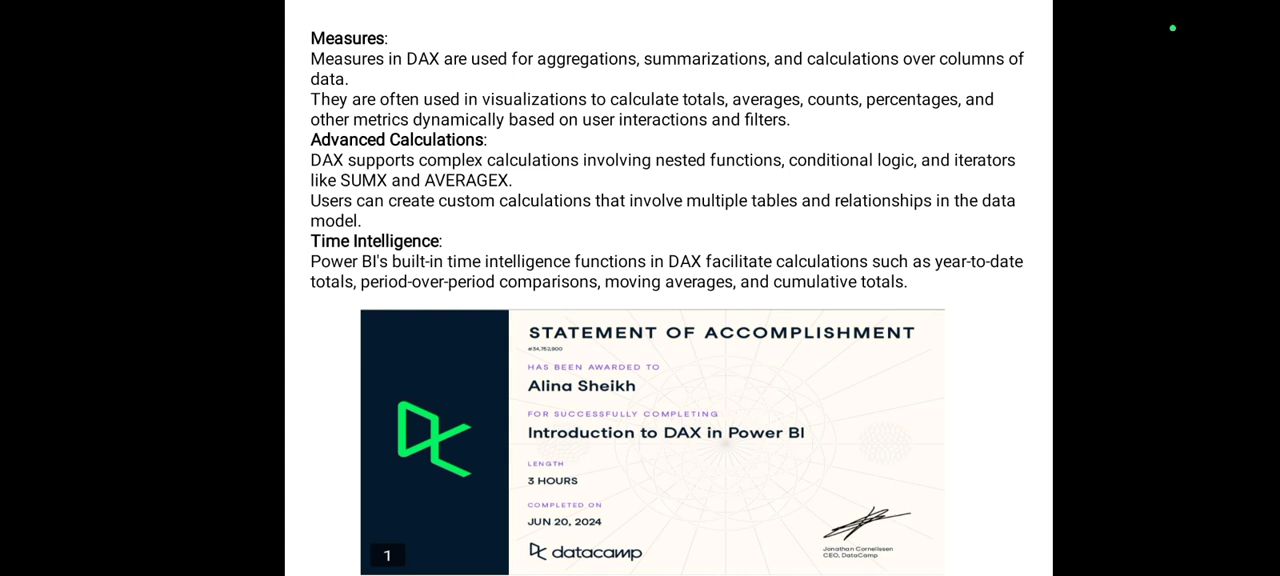 Measures:
Measures in DAX are used for aggregations, summarizations, and calculations over columns of
data.
They are often used in visualizations to calculate totals, averages, counts, percentages, and
other metrics dynamically based on user interactions and filters.
Advanced Calculations:
DAX supports complex calculations involving nested functions, conditional logic, and iterators
like SUMX and AVERAGEX.
Users can create custom calculations that involve multiple tables and relationships in the data
model.
Time Intelligence:
Power BI's built-in time intelligence functions in DAX facilitate calculations such as year-to-date
totals, period-over-period comparisons, moving averages, and cumulative totals.
STATEMENT OF ACCOMPLISHMENT
#34,762,900
HAS BEEN AWARDED TO
Alina Sheikh
FOR SUCCESSFULLY COMPLETING
Introduction to DAX in Power BI
LENGTH
3 HOURS
COMPLETED ON
JUN 20, 2024
datacamp
Jonathan Cornelissen
CEO, DataCamp
1